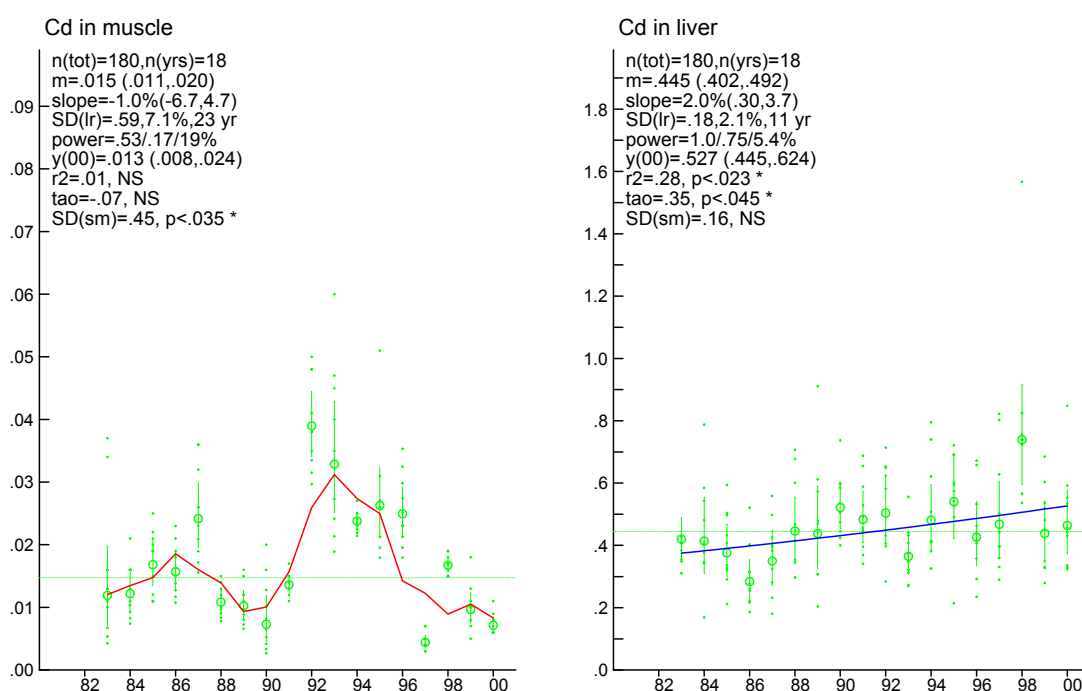 Cd in muscle
n(tot)=180,n(yrs)=18
m=.015 (.011,.020)
slope=-1.0%(-6.7,4.7)
SD(lr)=.59,7.1%,23 yr
power=.53/.17/19%
y(00)=.013 (.008,.024)
r2=.01, NS
tao=-.07, NS
SD(sm)=.45, p<.035 *
.09
.08
.07
.06
.05
.04
.03
.02
.01
.00
82 84 86 88 90 92 94 96 98 00
Cd in liver
n(tot)=180,n(yrs)=18
m=.445 (.402,.492)
slope=2.0%(.30,3.7)
SD(lr)=.18,2.1%,11 yr
power=1.0/.75/5.4%
y(00)=.527 (.445,.624)
r2=.28, p<.023 *
tao=.35, p<.045 *
SD(sm)=.16, NS
1.8
1.6
1.4
1.2
1.0
.8
.6
.4
.2
.0
82 84 86 88 90 92 94 96 98 00